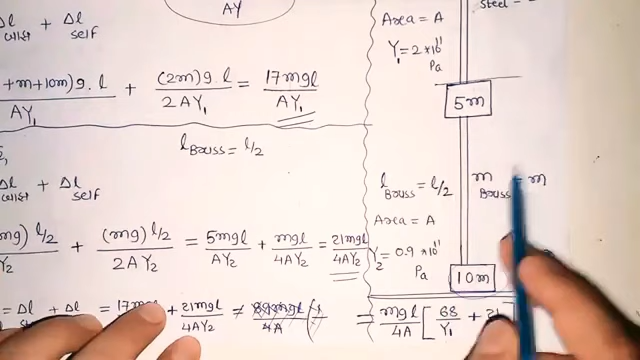 AY
Δl + Δl self
+m+10m)g.l / AY₁ + (2m)g.l / 2AY₁ = 17mgl / AY₁
l Brass = l/2
Δl + Δl self
mg) l/2 / Y₂ + (mg) l/2 / 2AY₂ = 5mgl / AY₂ + mgl / 4AY₂ = 21mgl / 4AY₂
= Δl + Δl = 17mgl + 21mgl / 4AY₂ ≠
= mgl / 4A [ 68 / Y₁ + 21
Steel =
Area = A
Y₁ = 2*10¹¹ Pa
5m
l Brass = l/2
m Brass = m
Area = A
Y₂ = 0.9 *10¹¹ Pa
10m